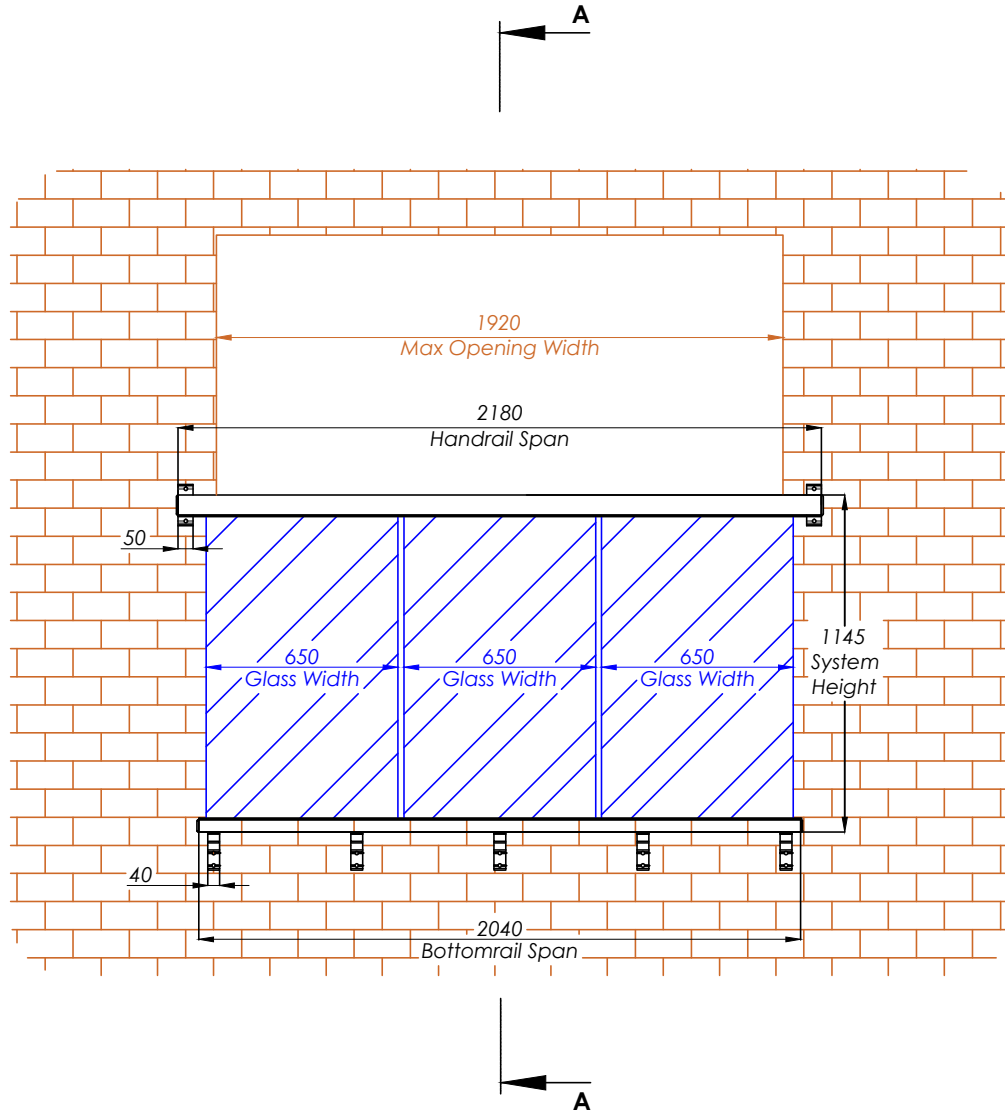 A
1920
Max Opening Width
2180
Handrail Span
50
650
Glass Width
650
Glass Width
650
Glass Width
1145
System
Height
40
2040
Bottomrail Span
A